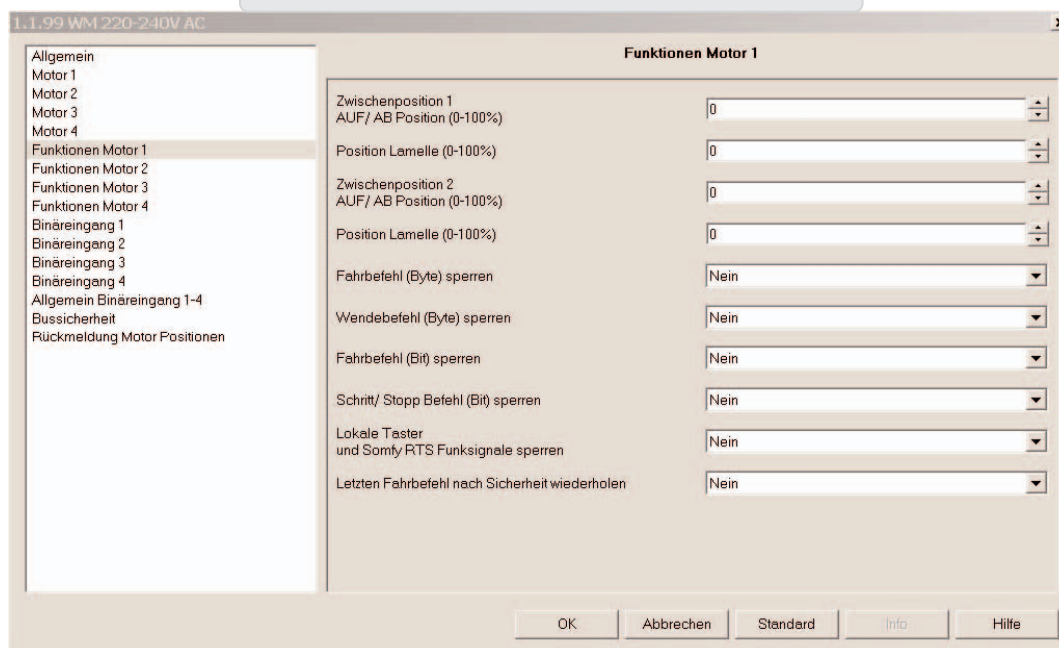 1.1.99 WM 220-240V AC
Allgemein
Motor 1
Motor 2
Motor 3
Motor 4
Funktionen Motor 1
Funktionen Motor 2
Funktionen Motor 3
Funktionen Motor 4
Binäreingang 1
Binäreingang 2
Binäreingang 3
Binäreingang 4
Allgemein Binäreingang 1-4
Bussicherheit
Rückmeldung Motor Positionen
Funktionen Motor 1
Zwischenposition 1
AUF/ AB Position (0-100%)
0
Position Lamelle (0-100%)
0
Zwischenposition 2
AUF/ AB Position (0-100%)
0
Position Lamelle (0-100%)
0
Fahrbefehl (Byte) sperren
Nein
Wendebefehl (Byte) sperren
Nein
Fahrbefehl (Bit) sperren
Nein
Schritt/ Stopp Befehl (Bit) sperren
Nein
Lokale Taster
und Somfy RTS Funksignale sperren
Nein
Letzten Fahrbefehl nach Sicherheit wiederholen
Nein
OK
Abbrechen
Standard
Info
Hilfe